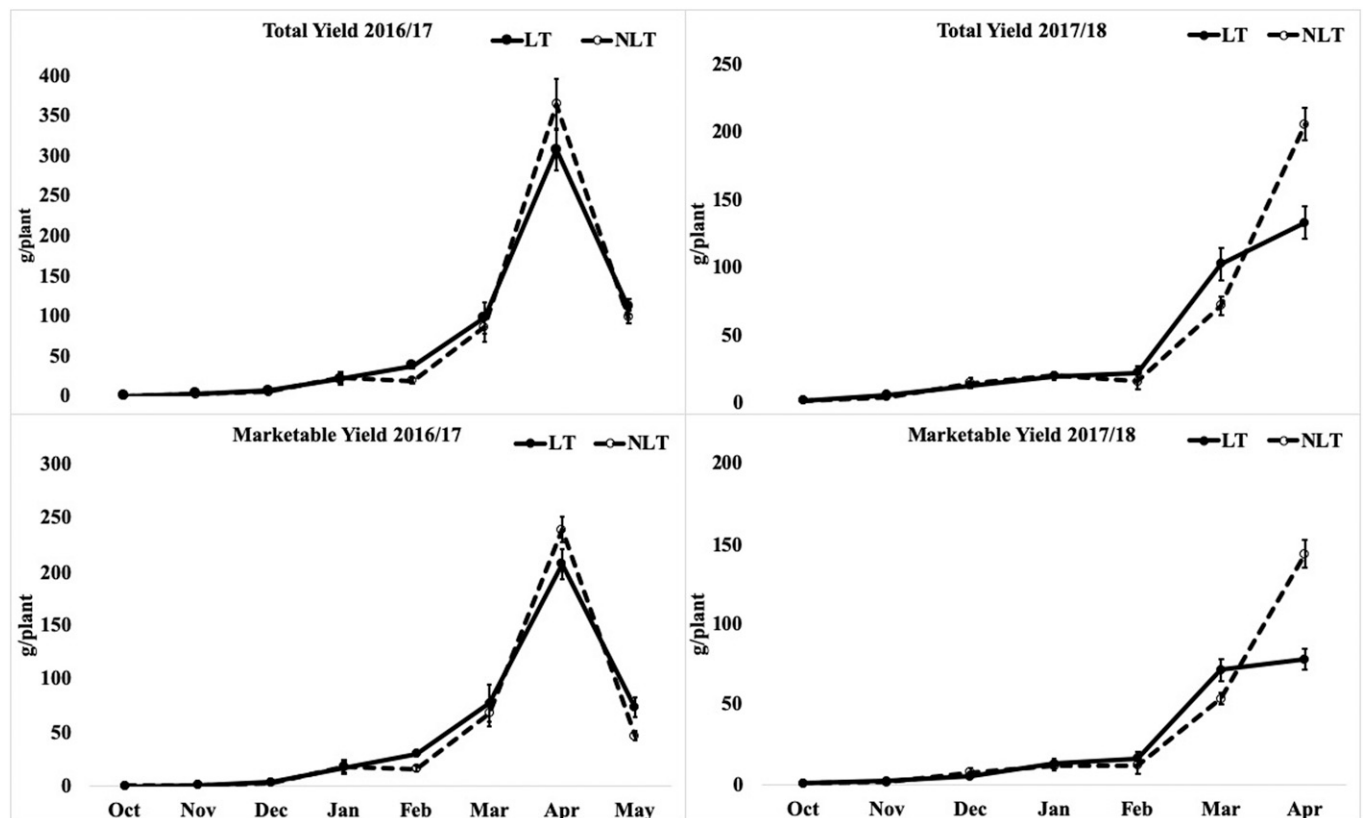 Total Yield 2016/17
LT NLT
400
350
300
250
200
150
100
50
0
g/plant
Total Yield 2017/18
LT NLT
250
200
150
100
50
0
g/plant
Marketable Yield 2016/17
LT NLT
300
250
200
150
100
50
0
g/plant
Oct Nov Dec Jan Feb Mar Apr May
Marketable Yield 2017/18
LT NLT
200
150
100
50
0
g/plant
Oct Nov Dec Jan Feb Mar Apr